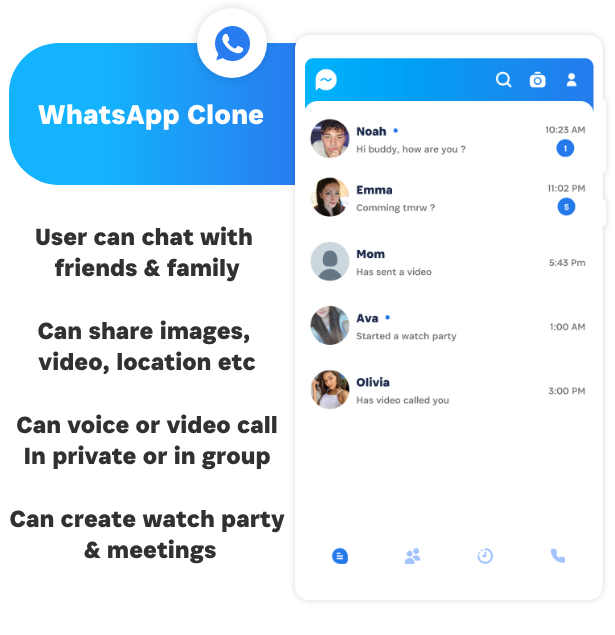 WhatsApp Clone
User can chat with
friends & family
Can share images,
video, location etc
Can voice or video call
In private or in group
Can create watch party
& meetings
Noah
10:23 AM
Hi buddy, how are you ?
1
Emma
11:02 PM
Comming tmrw ?
5
Mom
Has sent a video
5:43 Pm
Ava
Started a watch party
1:00 AM
Olivia
Has video called you
3:00 PM